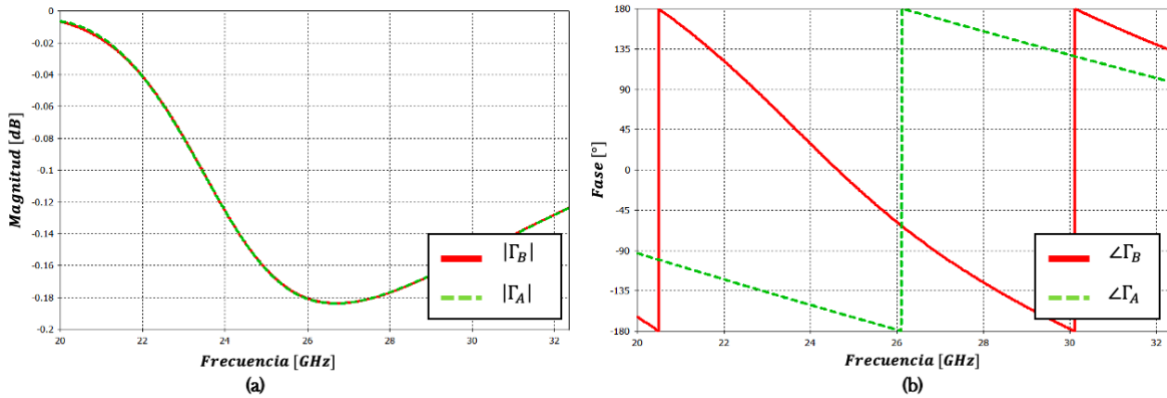 0
-0.02
-0.04
-0.06
-0.08
-0.1
-0.12
-0.14
-0.16
-0.18
-0.2
Magnitud [dB]
20 22 24 26 28 30 32
Frecuencia [GHz]
|Γ_B|
|Γ_A|
(a)
180
135
90
45
0
-45
-90
-135
-180
Fase [°]
20 22 24 26 28 30 32
Frecuencia [GHz]
∠Γ_B
∠Γ_A
(b)